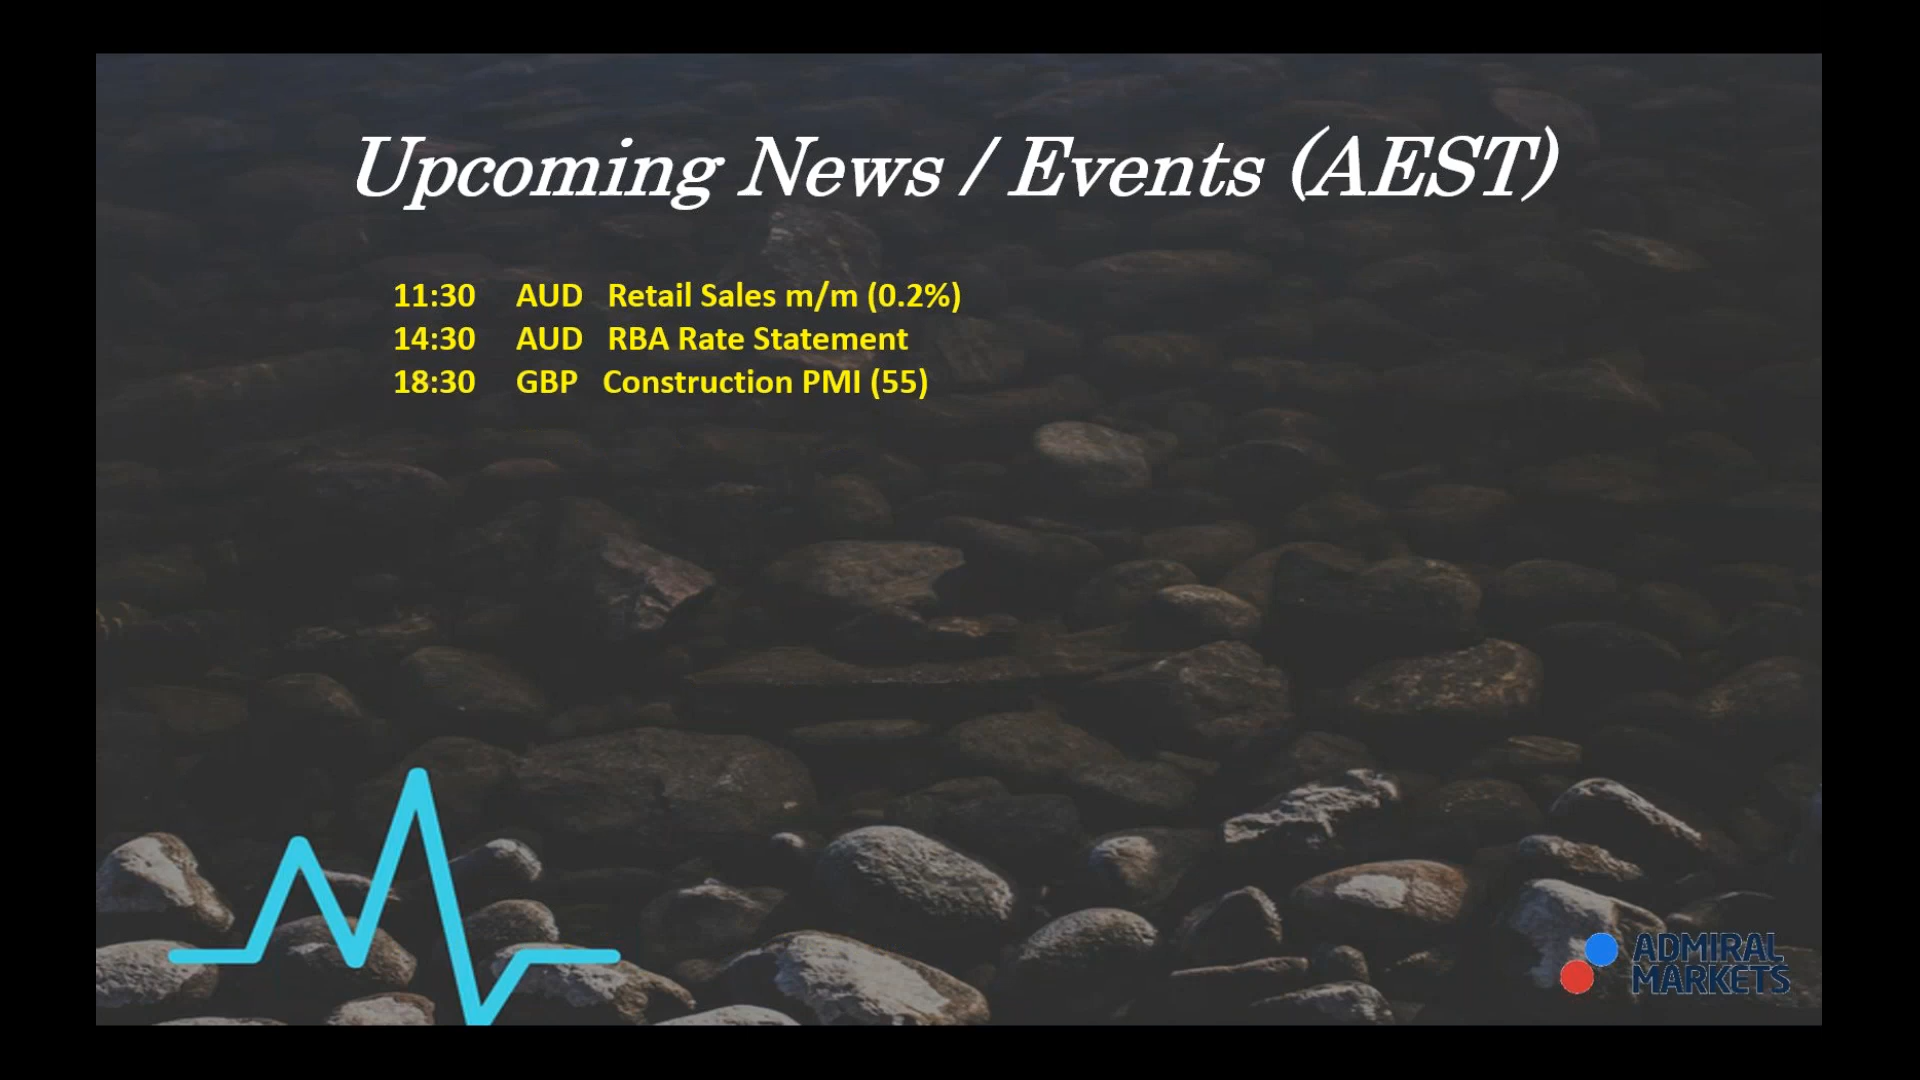 Upcoming News / Events (AEST)
11:30 AUD Retail Sales m/m (0.2%)
14:30 AUD RBA Rate Statement
18:30 GBP Construction PMI (55)
ADMIRAL
MARKETS